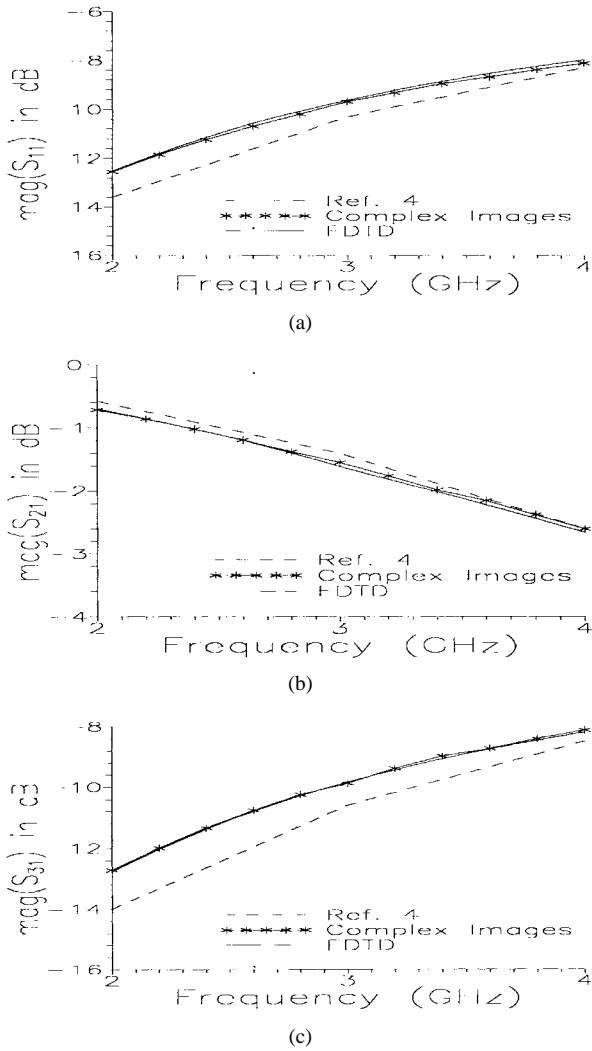 -6
-8
-10
12
14
16
mag(S11) in dB
Ref. 4
Complex Images
FDTD
2
3
4
Frequency (GHz)
(a)
0
-1
-2
-3
-4
mag(S21) in dB
Ref. 4
Complex Images
FDTD
2
3
4
Frequency (GHz)
(b)
-8
-10
12
-14
-16
mag(S31) in dB
Ref. 4
Complex Images
FDTD
2
3
4
Frequency (GHz)
(c)